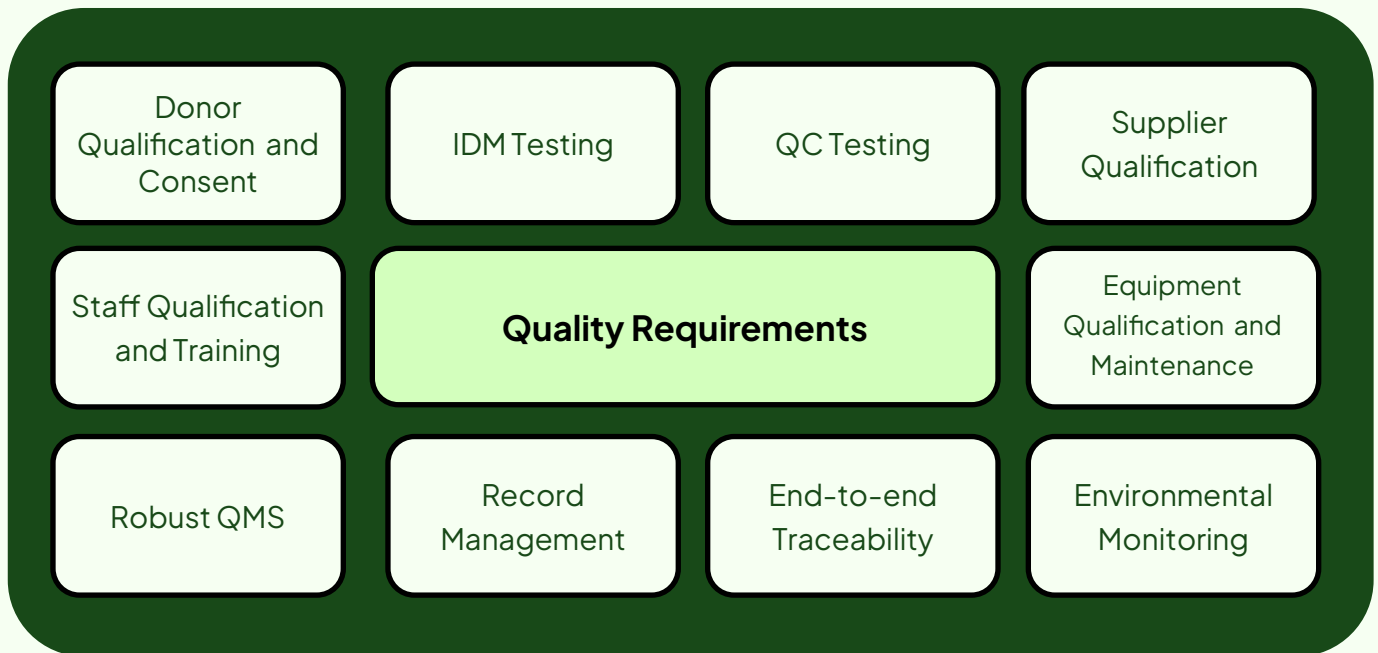 Donor
Qualification and
Consent
IDM Testing
QC Testing
Supplier
Qualification
Staff Qualification
and Training
Quality Requirements
Equipment
Qualification and
Maintenance
Robust QMS
Record
Management
End-to-end
Traceability
Environmental
Monitoring